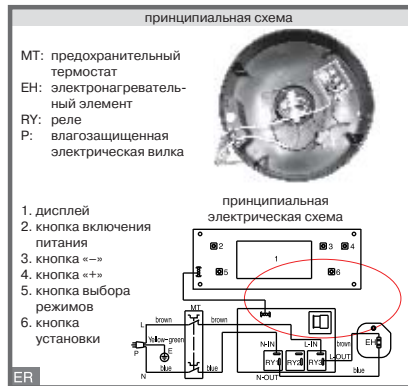 принципиальная схема
MT: предохранительный
термостат
EH: электронагреватель-
ный элемент
RY: реле
P: влагозащищенная
электрическая вилка
1. дисплей
2. кнопка включения
питания
3. кнопка «–»
4. кнопка «+»
5. кнопка выбора
режимов
6. кнопка
установки
принципиальная
электрическая схема
2
1
3
4
5
6
MT
L
brown
brown
N-IN
L-IN
brown
EH
Yellow-green
P
E
RY1
RY2
RY3
L-OUT
N
blue
blue
N-OUT
blue
ER